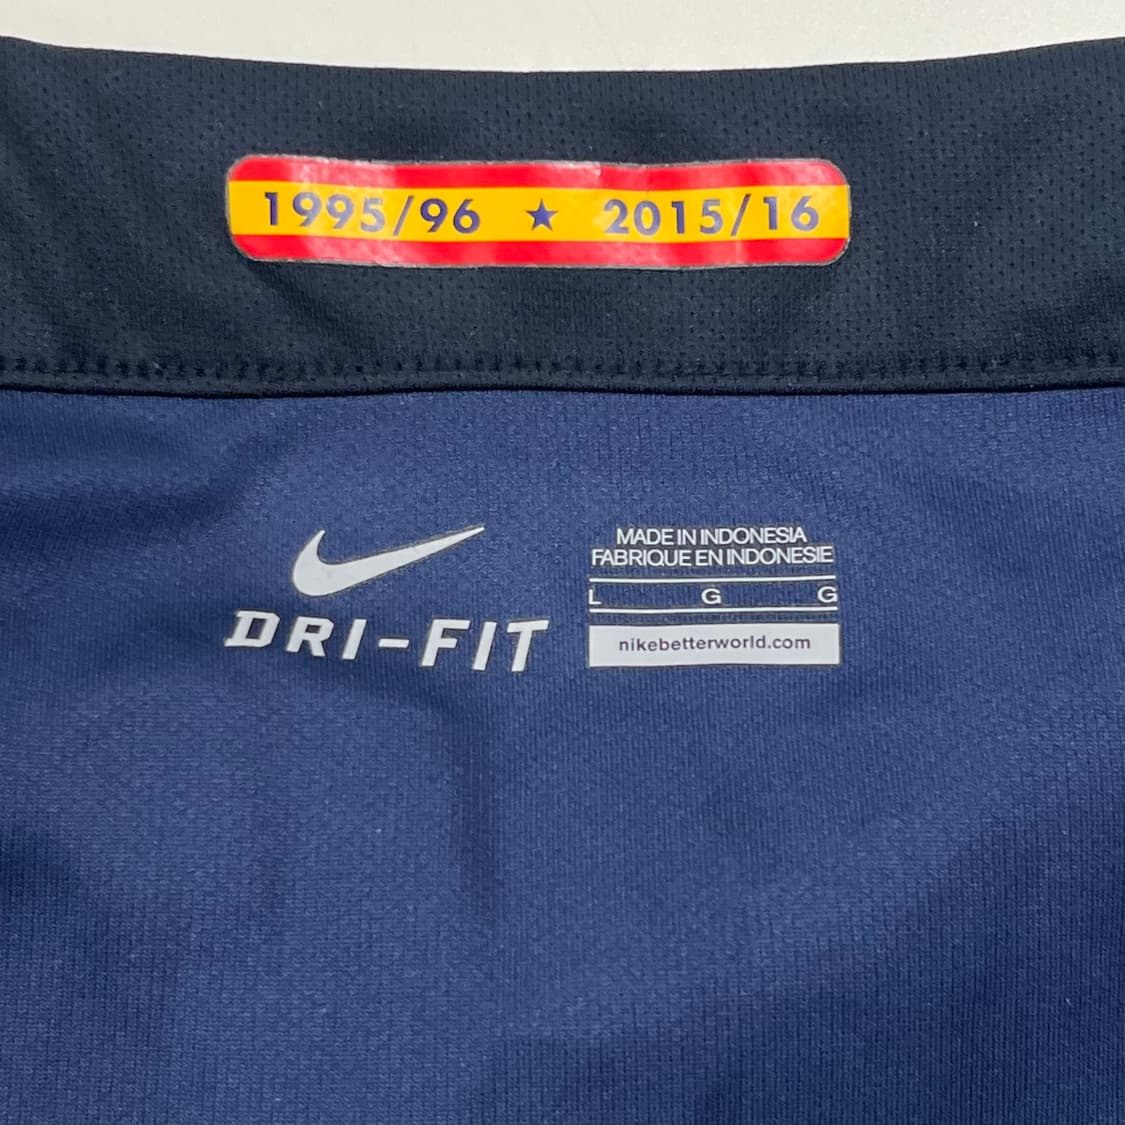 1995/96 ★ 2015/16
DRI-FIT
MADE IN INDONESIA
FABRIQUE EN INDONESIE
L G G
nikebetterworld.com